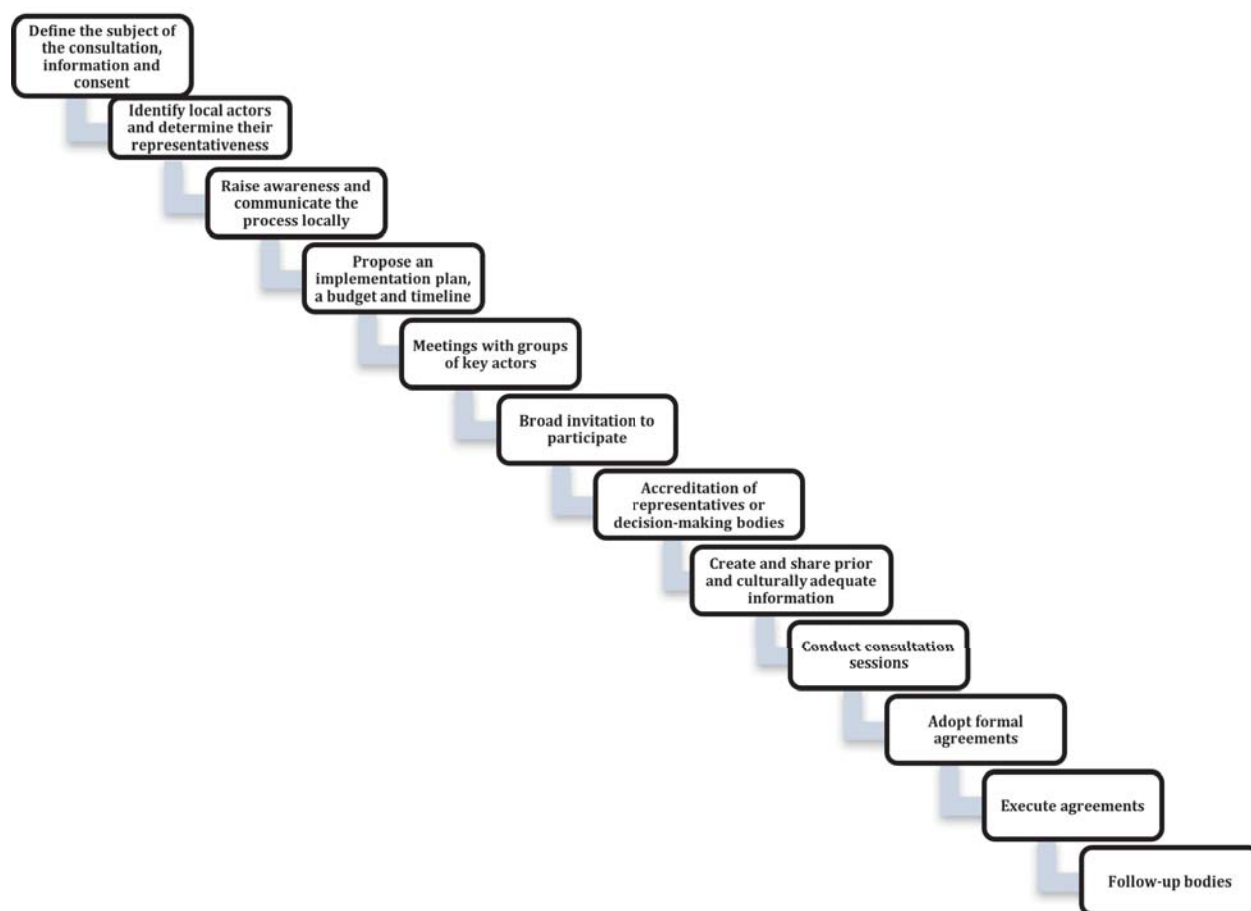 Define the subject of
the consultation,
information and
consent
Identify local actors
and determine their
representativeness
Raise awareness and
communicate the
process locally
Propose an
implementation plan,
a budget and timeline
Meetings with groups
of key actors
Broad invitation to
participate
Accreditation of
representatives or
decision-making bodies
Create and share prior
and culturally adequate
information
Conduct consultation
sessions
Adopt formal
agreements
Execute agreements
Follow-up bodies